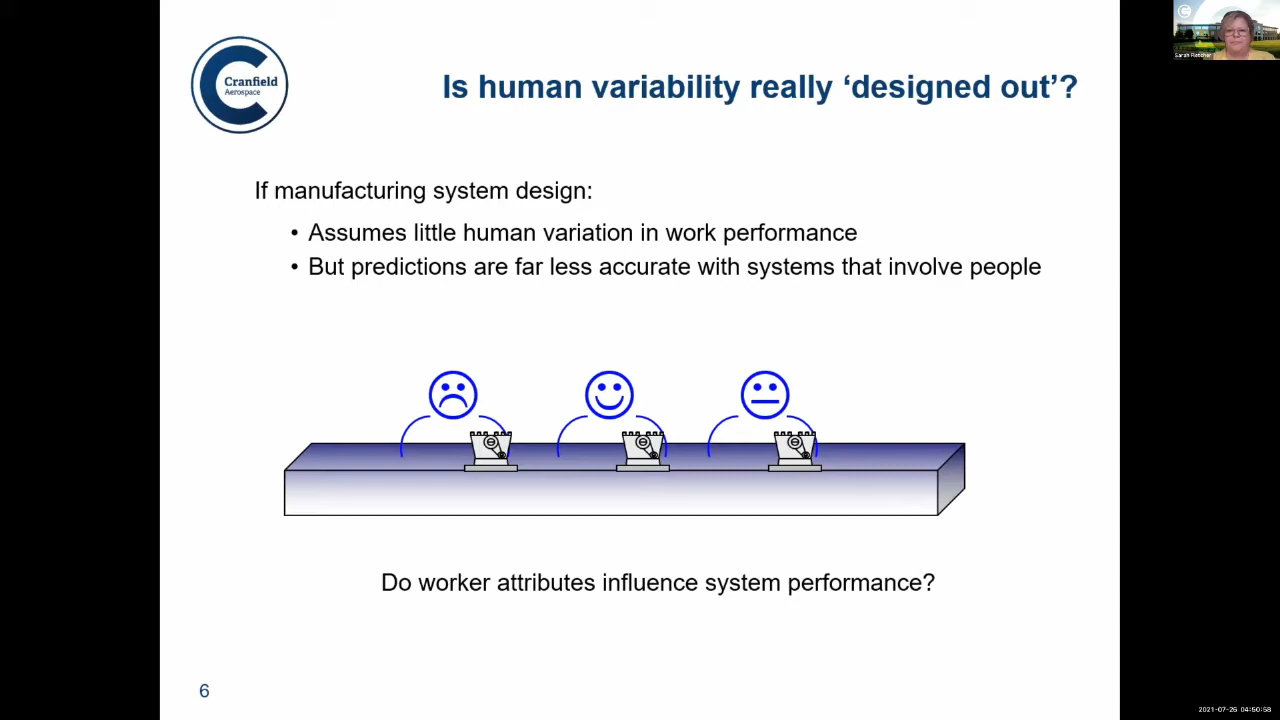 Sarah Fletcher
Cranfield
Aerospace
Is human variability really ‘designed out’?
If manufacturing system design:
• Assumes little human variation in work performance
• But predictions are far less accurate with systems that involve people
Do worker attributes influence system performance?
6
2021-07-26 04:50:58